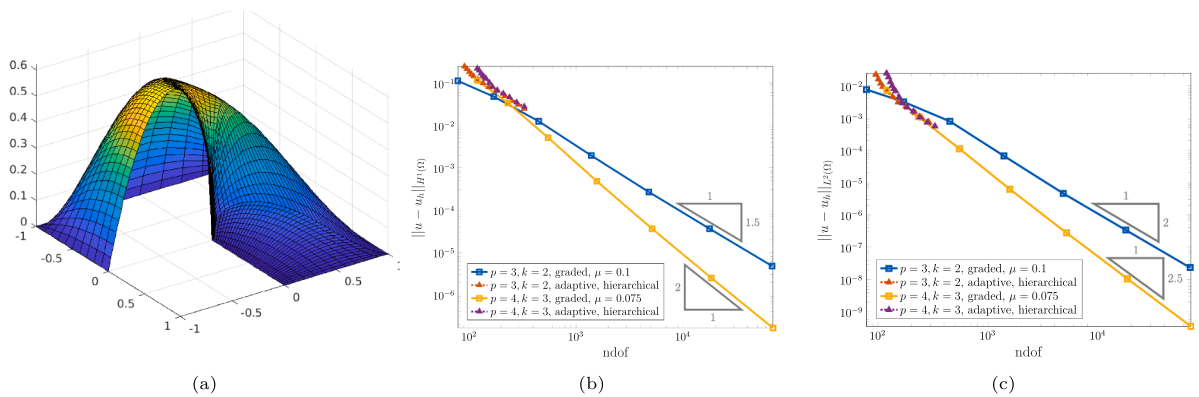 0.6
0.5
0.4
0.3
0.2
0.1
0
-1
-0.5
0
0.5
1
-1
-0.5
0
0.5
(a)
10^{-1}
10^{-2}
10^{-3}
10^{-4}
10^{-5}
10^{-6}
||u − u_h||_{H^1(Ω)}
1
1.5
2
1
p = 3, k = 2, graded, μ = 0.1
p = 3, k = 2, adaptive, hierarchical
p = 4, k = 3, graded, μ = 0.075
p = 4, k = 3, adaptive, hierarchical
10^2
10^3
10^4
ndof
(b)
10^{-2}
10^{-3}
10^{-4}
10^{-5}
10^{-6}
10^{-7}
10^{-8}
10^{-9}
||u − u_h||_{L^2(Ω)}
1
2
1
2.5
p = 3, k = 2, graded, μ = 0.1
p = 3, k = 2, adaptive, hierarchical
p = 4, k = 3, graded, μ = 0.075
p = 4, k = 3, adaptive, hierarchical
10^2
10^3
10^4
ndof
(c)